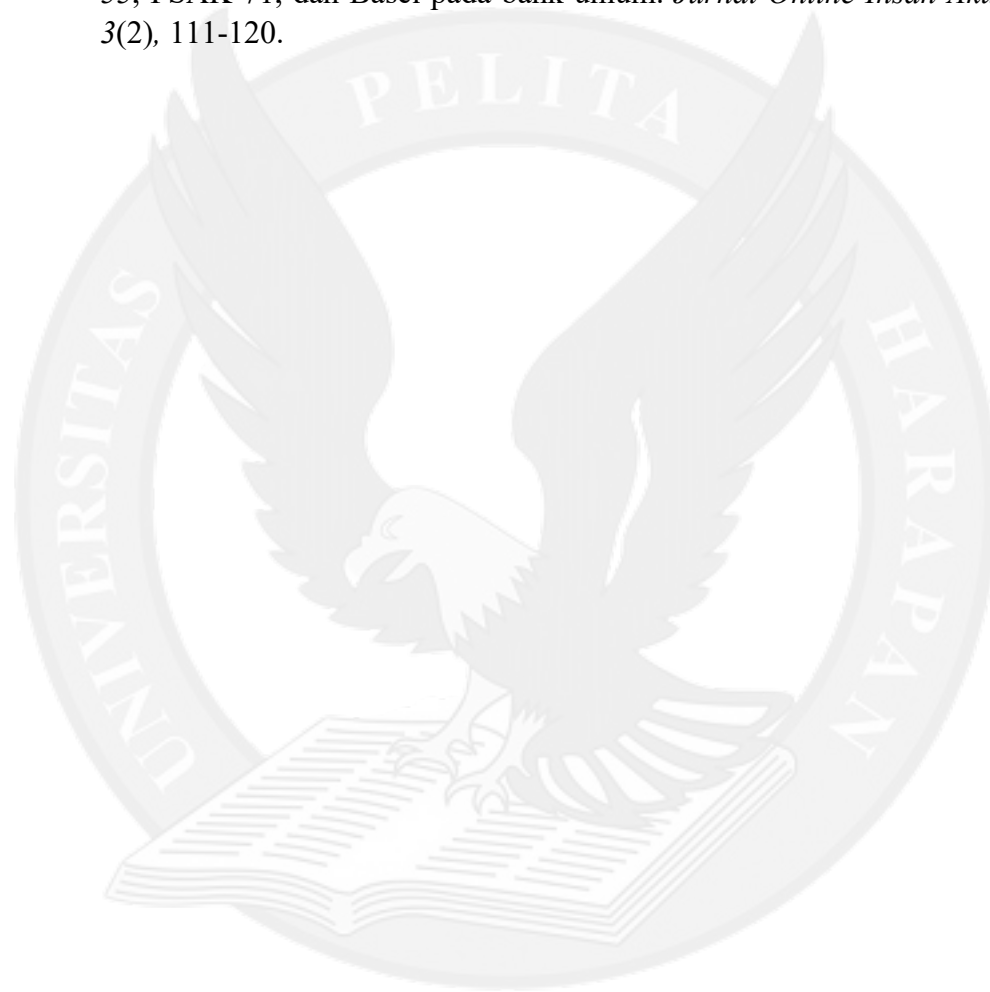 55, PSAK 71, dan Basel pada bank umum. Jurnal Online Insan
3(2), 111-120.
UNIVERSITAS PELITA HARAPAN